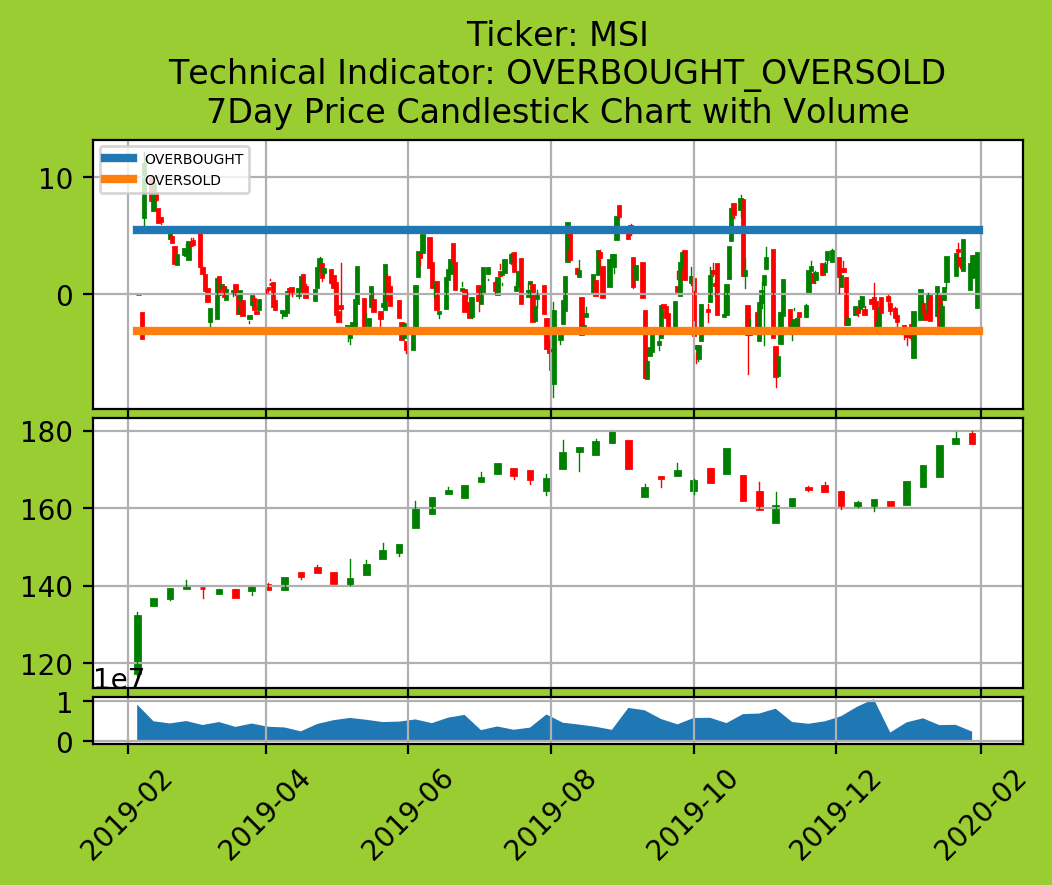 Ticker: MSI
Technical Indicator: OVERBOUGHT_OVERSOLD
7Day Price Candlestick Chart with Volume
OVERBOUGHT
OVERSOLD
10
0
180
160
140
120
1e7
1
0
2019-02
2019-04
2019-06
2019-08
2019-10
2019-12
2020-02